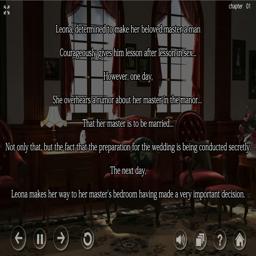 chapter 01
Leona, determined to make her beloved master a man
Courageously gives him lesson after lesson in sex...
However, one day,
She overhears a rumor about her master in the manor...
That her master is to be married...
Not only that, but the fact that the preparation for the wedding is being conducted secretly.
The next day,
Leona makes her way to her master's bedroom having made a very important decision.
?